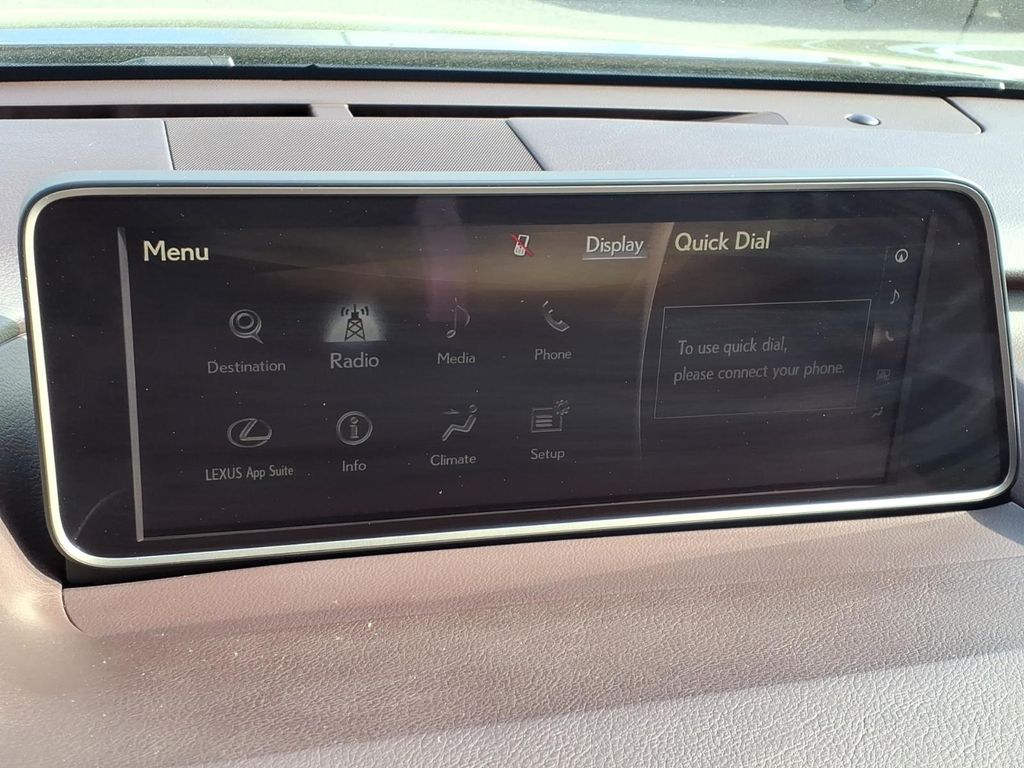 Menu
Display
Quick Dial
Destination
Radio
Media
Phone
To use quick dial,
please connect your phone.
LEXUS App Suite
Info
Climate
Setup